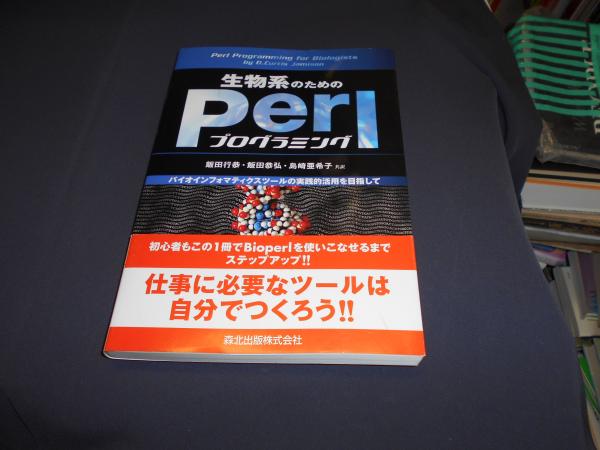 Perl Programming for Biologists
by D.Curtis Jamison
生物系のための
Perl
プログラミング
飯田行恭・飯田恭弘・島﨑亜希子 共訳
バイオインフォマティクスツールの実践的活用を目指して
初心者もこの1冊でBioperlを使いこなせるまで
ステップアップ!!
仕事に必要なツールは
自分でつくろう!!
森北出版株式会社